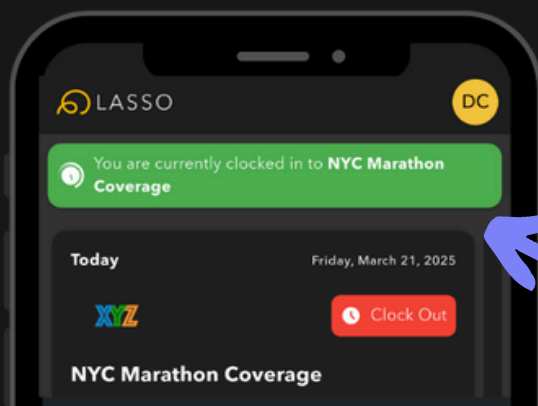 LASSO
DC
You are currently clocked in to NYC Marathon
Coverage
Today
Friday, March 21, 2025
XYZ
Clock Out
NYC Marathon Coverage